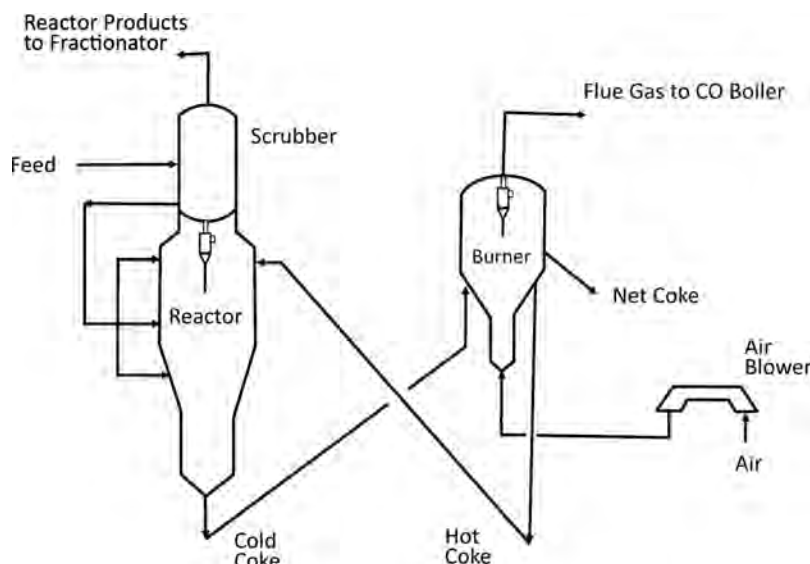 Reactor Products
to Fractionator
Flue Gas to CO Boiler
Scrubber
Feed
Burner
Net Coke
Reactor
Air
Blower
Air
Cold
Coke
Hot
Coke